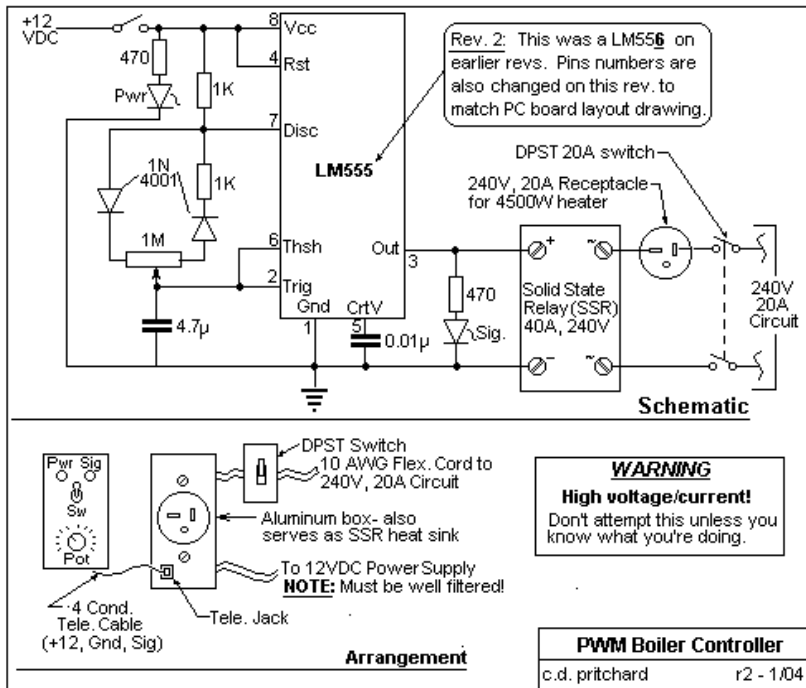 +12
VDC
470
Pwr
1K
8
Vcc
4
Rst
7
Disc
LM555
1N
4001
1K
1M
6
Thsh
2
Trig
Out
3
Gnd
CrtV
1
5
4.7µ
0.01µ
Rev. 2: This was a LM556 on
earlier revs. Pins numbers are
also changed on this rev. to
match PC board layout drawing.
DPST 20A switch
240V, 20A Receptacle
for 4500W heater
470
Sig.
+
~
Solid State
Relay(SSR)
40A, 240V
−
~
240V
20A
Circuit
Schematic
Pwr Sig
Sw
Pot
DPST Switch
10 AWG Flex. Cord to
240V, 20A Circuit
Aluminum box- also
serves as SSR heat sink
To 12VDC Power Supply
NOTE: Must be well filtered!
4 Cond.
Tele. Cable
(+12, Gnd, Sig)
Tele. Jack
Arrangement
WARNING
High voltage/current!
Don't attempt this unless you
know what you're doing.
PWM Boiler Controller
c.d. pritchard r2 - 1/04